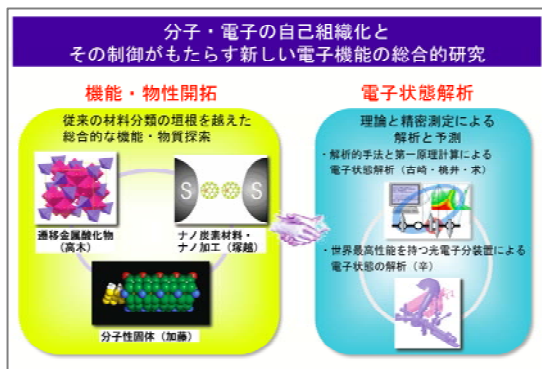 分子・電子の自己組織化と
その制御がもたらす新しい電子機能の総合的研究
機能・物性開拓
従来の材料分類の垣根を越えた
総合的な機能・物質探索
S
S
遷移金属酸化物
(高木)
ナノ炭素材料・
ナノ加工(塚越)
分子性固体(加藤)
電子状態解析
理論と精密測定による
解析と予測
・解析的手法と第一原理計算による
電子状態解析(古崎・桃井・求)
・世界最高性能を持つ光電子分装置による
電子状態の解析(辛)